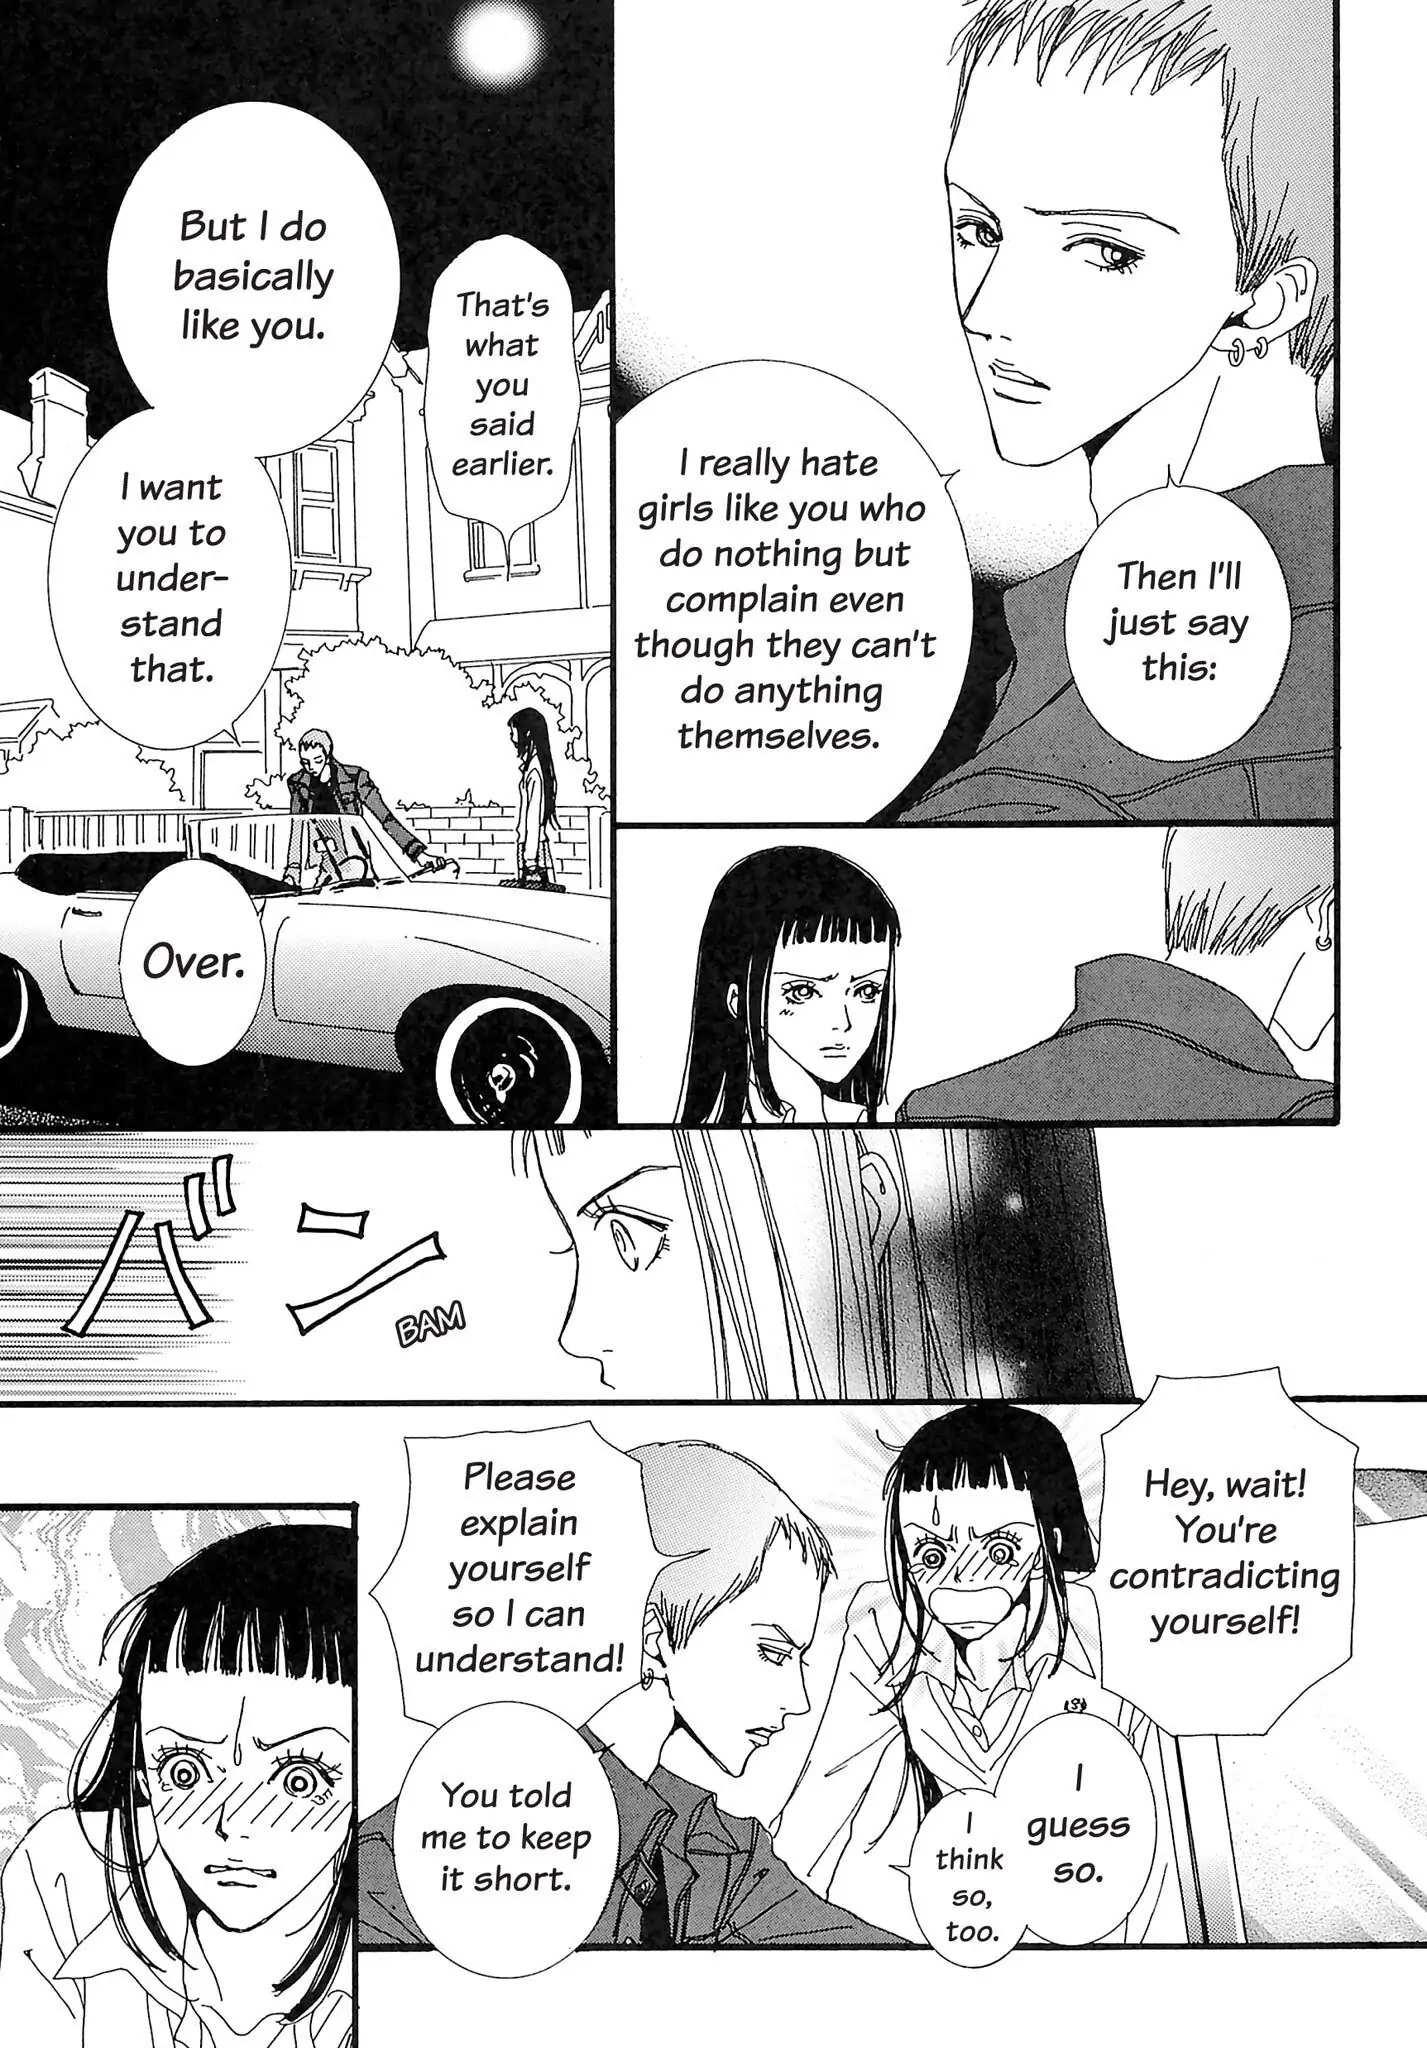 Then I'll
just say
this:
I really hate
girls like you who
do nothing but
complain even
though they can't
do anything
themselves.
That's
what
you
said
earlier.
But I do
basically
like you.
I want
you to
under-
stand
that.
Over.
バン
BAM
Hey, wait!
You're
contradicting
yourself!
I
guess
so.
I
think
so,
too.
Please
explain
yourself
so I can
understand!
You told
me to keep
it short.